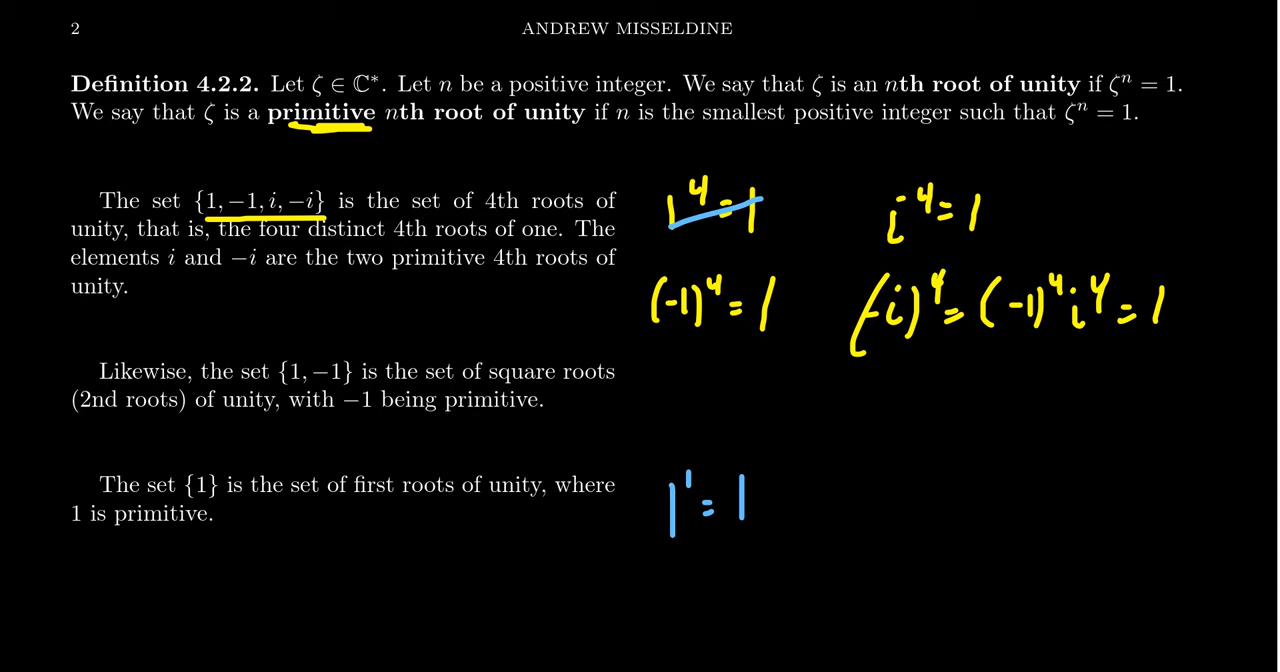 2 ANDREW MISSELDINE
Definition 4.2.2. Let ζ ∈ ℂ*. Let n be a positive integer. We say that ζ is an nth root of unity if ζⁿ = 1.
We say that ζ is a primitive nth root of unity if n is the smallest positive integer such that ζⁿ = 1.
The set {1, −1, i, −i} is the set of 4th roots of
unity, that is, the four distinct 4th roots of one. The
elements i and −i are the two primitive 4th roots of
unity.
1⁴ = 1
i⁴ = 1
(-1)⁴ = 1
(-i)⁴ = (-1)⁴ i⁴ = 1
Likewise, the set {1, −1} is the set of square roots
(2nd roots) of unity, with −1 being primitive.
The set {1} is the set of first roots of unity, where
1 is primitive.
1¹ = 1